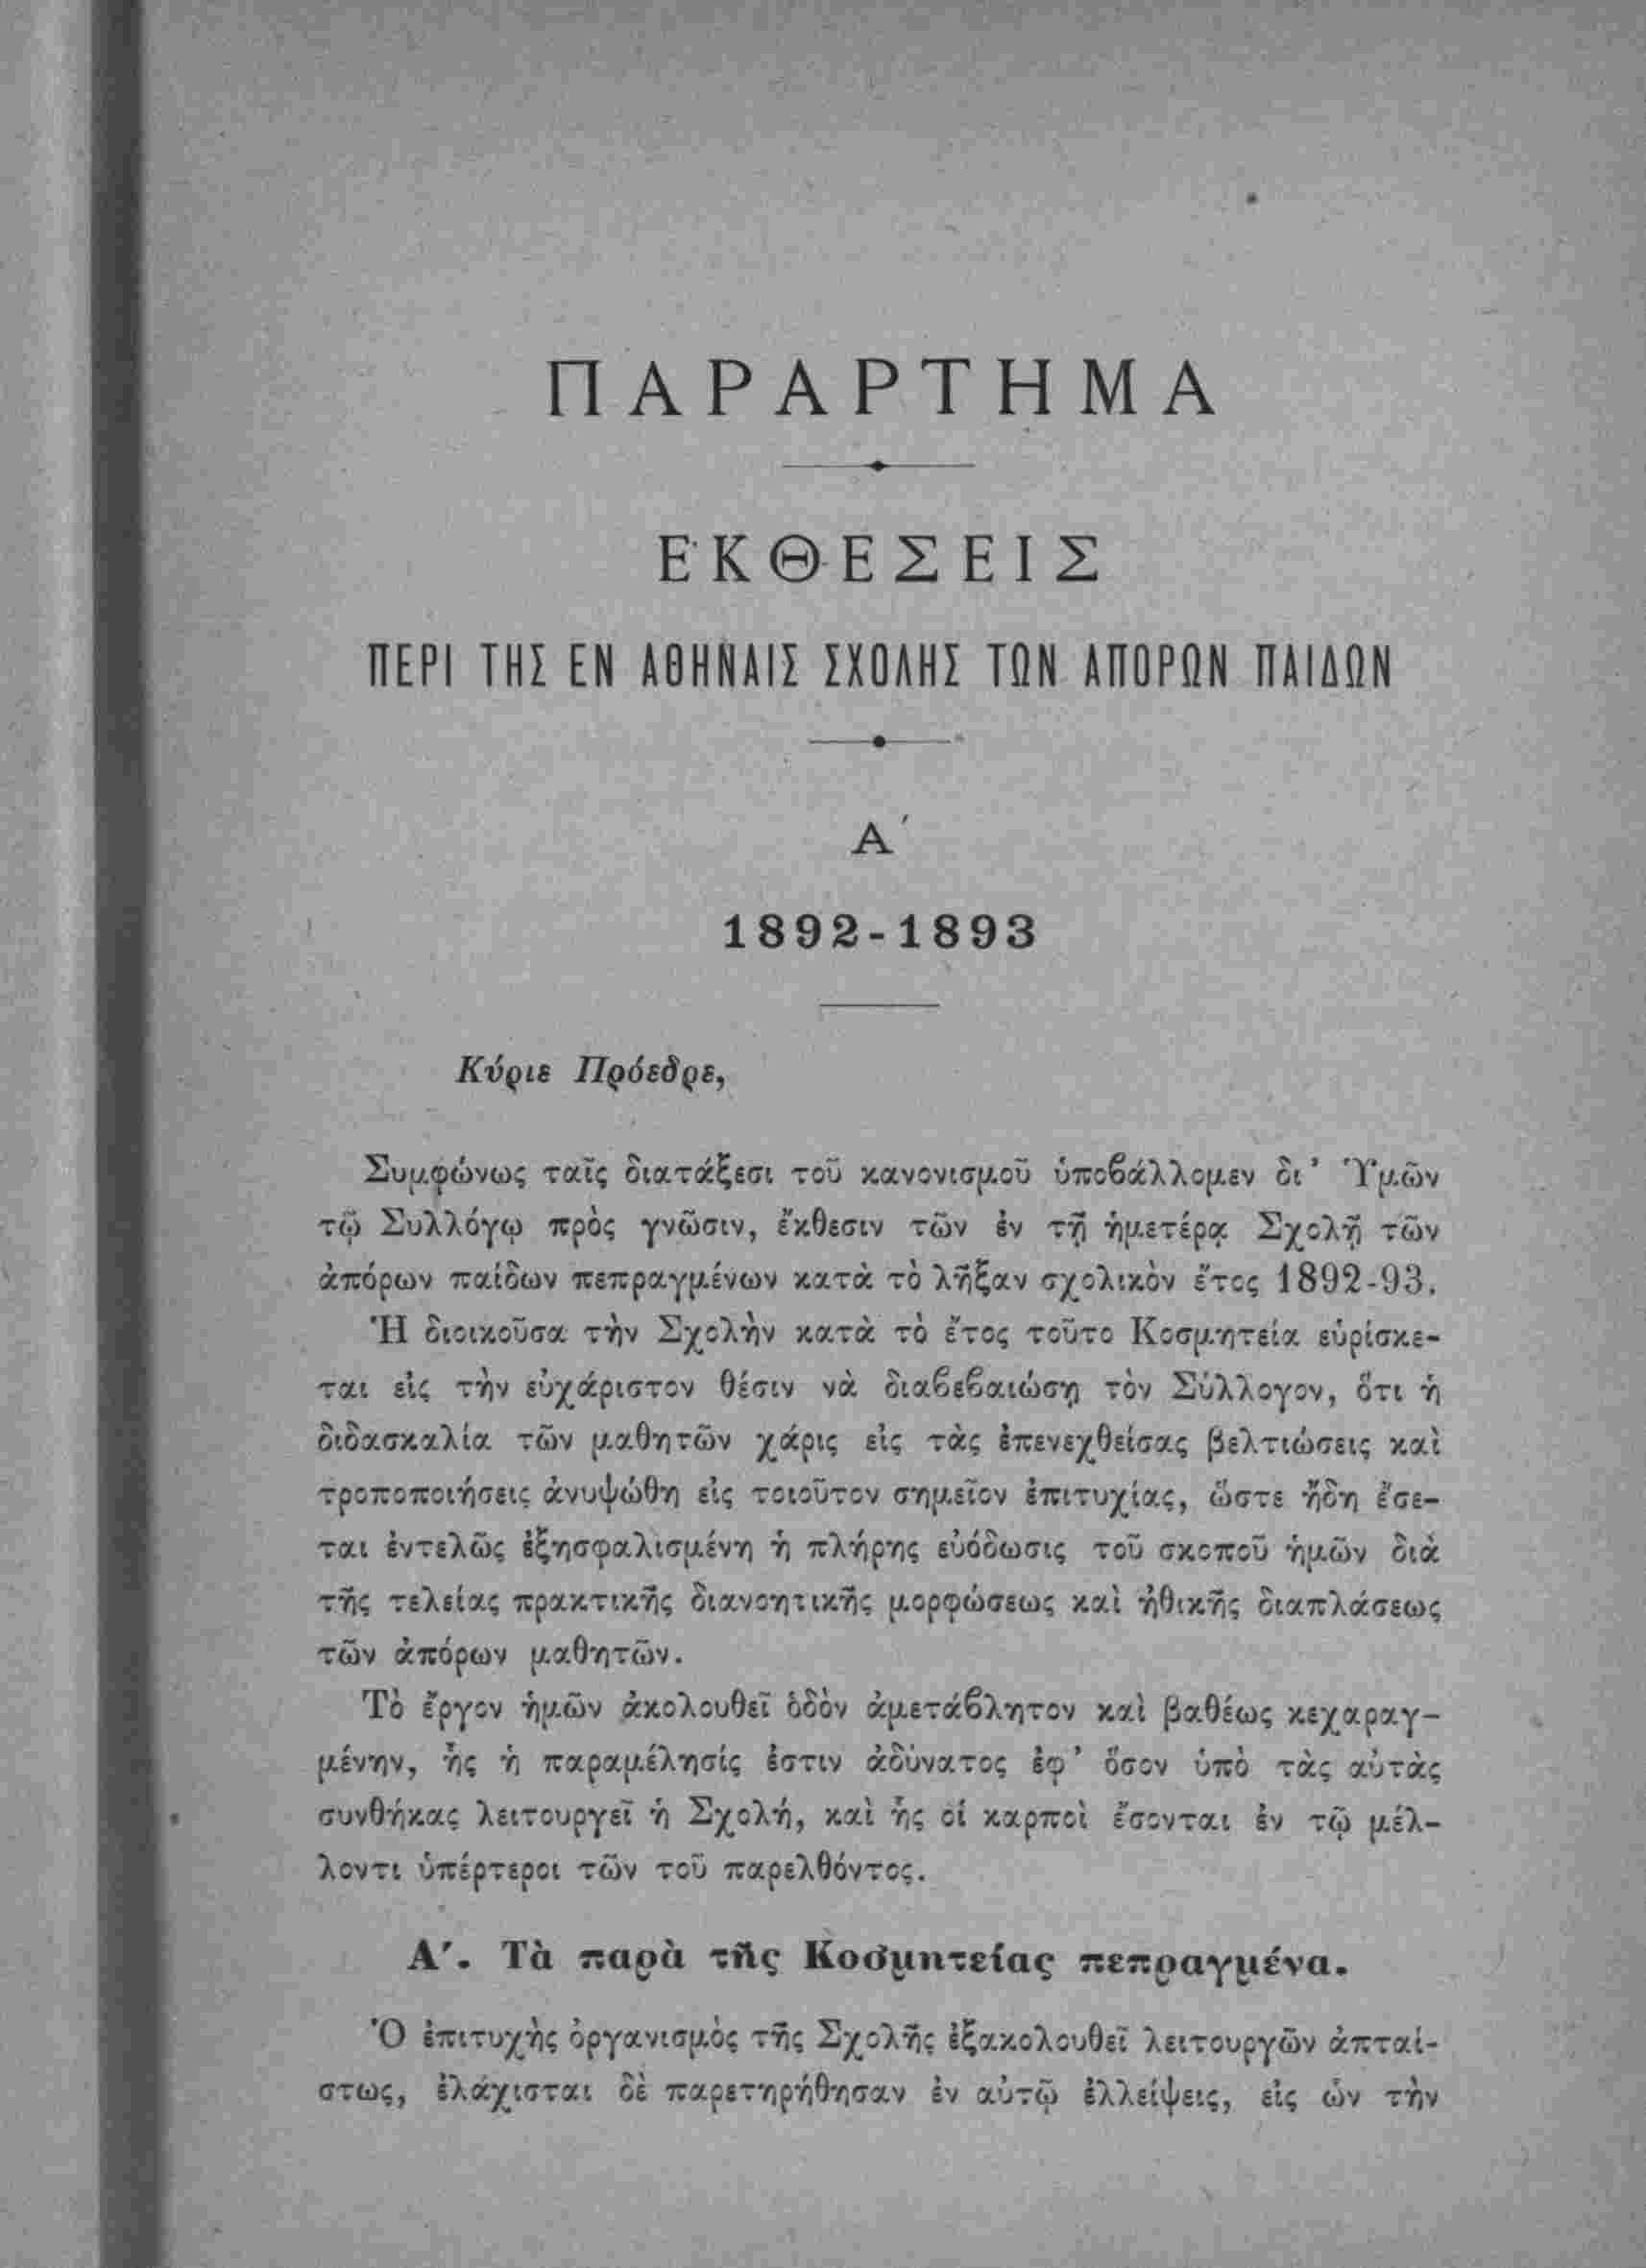 ΠΑΡΑΡΤΗΜΑ
ΕΚΘΕΣΕΙΣ
ΠΕΡΙ ΤΗΣ ΕΝ ΑΘΗΝΑΙΣ ΣΧΟΛΗΣ ΤΩΝ ΑΠΟΡΩΝ ΠΑΙΔΩΝ
Α΄
1892-1893
Κύριε Πρόεδρε,
Συμφώνως ταῖς διατάξεσι τοῦ κανονισμοῦ ὑποβάλλομεν δι’ Ὑμῶν
τῷ Συλλόγῳ πρὸς γνῶσιν, ἔκθεσιν τῶν ἐν τῇ ἡμετέρᾳ Σχολῇ τῶν
ἀπόρων παίδων πεπραγμένων κατὰ τὸ λῆξαν σχολικὸν ἔτος 1892-93.
Ἡ διοικοῦσα τὴν Σχολὴν κατὰ τὸ ἔτος τοῦτο Κοσμητεία εὑρίσκε-
ται εἰς τὴν εὐχάριστον θέσιν νὰ διαβεβαιώσῃ τὸν Σύλλογον, ὅτι ἡ
διδασκαλία τῶν μαθητῶν χάρις εἰς τὰς ἐπενεχθείσας βελτιώσεις καὶ
τροποποιήσεις ἀνυψώθη εἰς τοιοῦτον σημεῖον ἐπιτυχίας, ὥστε ἤδη ἔσε-
ται ἐντελῶς ἐξησφαλισμένη ἡ πλήρης εὐόδωσις τοῦ σκοποῦ ἡμῶν διὰ
τῆς τελείας πρακτικῆς διανοητικῆς μορφώσεως καὶ ἠθικῆς διαπλάσεως
τῶν ἀπόρων μαθητῶν.
Τὸ ἔργον ἡμῶν ἀκολουθεῖ ὁδὸν ἀμετάβλητον καὶ βαθέως κεχαραγ-
μένην, ἧς ἡ παραμέλησίς ἐστιν ἀδύνατος ἐφ’ ὅσον ὑπὸ τὰς αὐτὰς
συνθήκας λειτουργεῖ ἡ Σχολή, καὶ ἧς οἱ καρποὶ ἔσονται ἐν τῷ μέλ-
λοντι ὑπέρτεροι τῶν τοῦ παρελθόντος.
Α΄. Τὰ παρὰ τῆς Κοσμητείας πεπραγμένα.
Ὁ ἐπιτυχὴς ὀργανισμὸς τῆς Σχολῆς ἐξακολουθεῖ λειτουργῶν ἀπταί-
στως, ἐλάχισται δὲ παρετηρήθησαν ἐν αὐτῷ ἐλλείψεις, εἰς ὧν τὴν